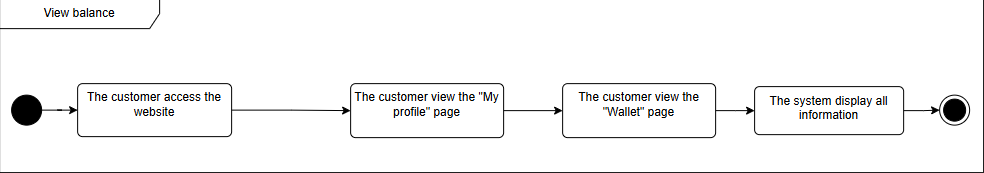 View balance
The customer access the
website
The customer view the "My
profile" page
The customer view the
"Wallet" page
The system display all
information